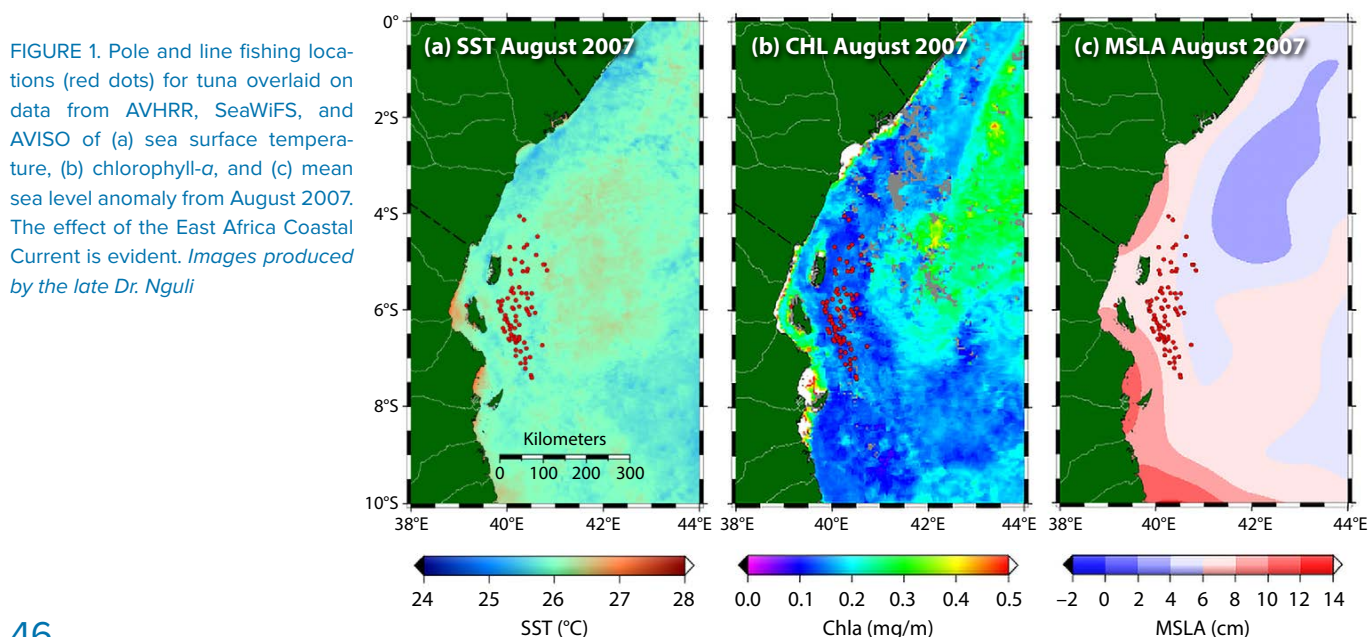 FIGURE 1. Pole and line fishing loca-
tions (red dots) for tuna overlaid on
data from AVHRR, SeaWiFS, and
AVISO of (a) sea surface tempera-
ture, (b) chlorophyll-a, and (c) mean
sea level anomaly from August 2007.
The effect of the East Africa Coastal
Current is evident. Images produced
by the late Dr. Nguli
(a) SST August 2007
(b) CHL August 2007
(c) MSLA August 2007
0°
2°S
4°S
6°S
8°S
10°S
Kilometers
0 100 200 300
38°E 40°E 42°E 44°E
38°E 40°E 42°E 44°E
38°E 40°E 42°E 44°E
24 25 26 27 28
SST (°C)
0.0 0.1 0.2 0.3 0.4 0.5
Chla (mg/m)
−2 0 2 4 6 8 10 12 14
MSLA (cm)
46